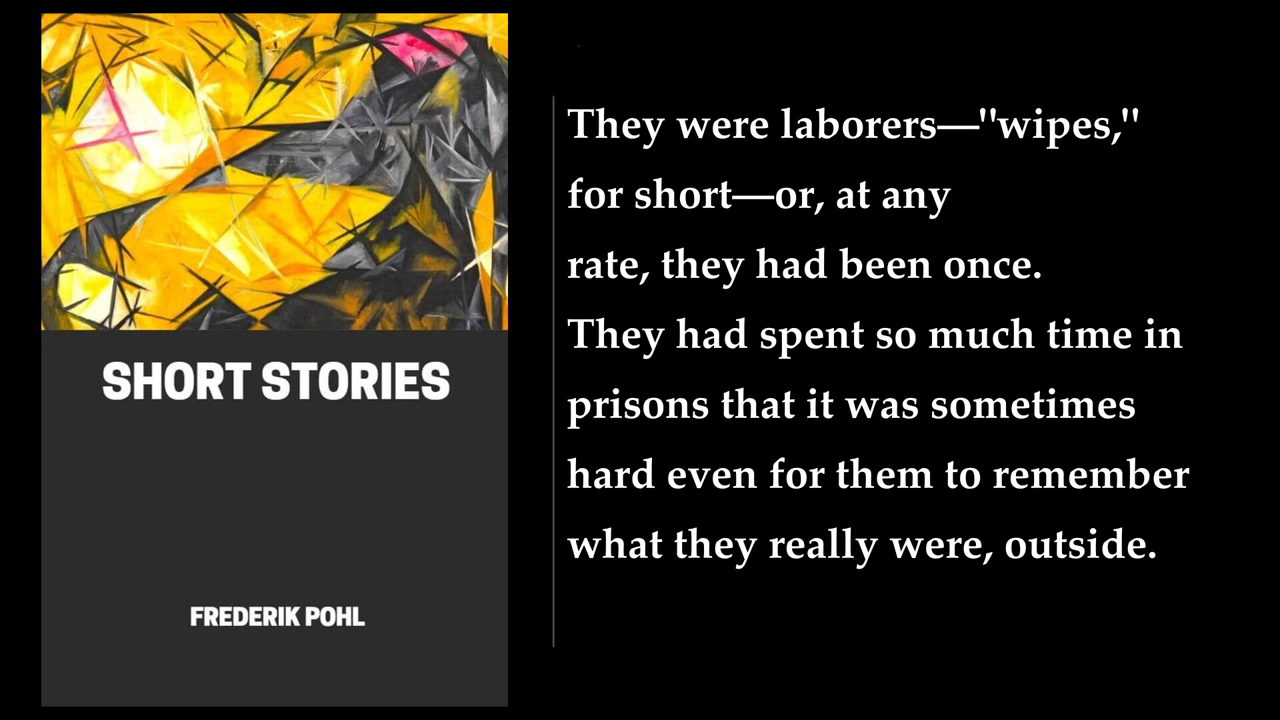 SHORT STORIES
FREDERIK POHL
They were laborers—"wipes,"
for short—or, at any
rate, they had been once.
They had spent so much time in
prisons that it was sometimes
hard even for them to remember
what they really were, outside.